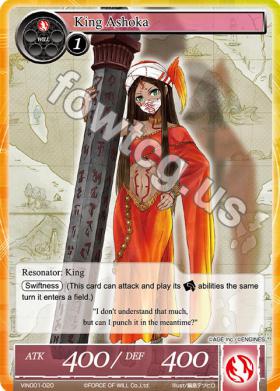 King Ashoka
WILL
1
fowtcg.us
Resonator: King
Swiftness (This card can attack and play its abilities the same
turn it enters a field.)
"I don't understand that much,
but can I punch it in the meantime?"
ATK 400 / DEF 400
©AGE Inc. ©ENGINES
VIN001-020
©FORCE OF WILL Co.,Ltd.